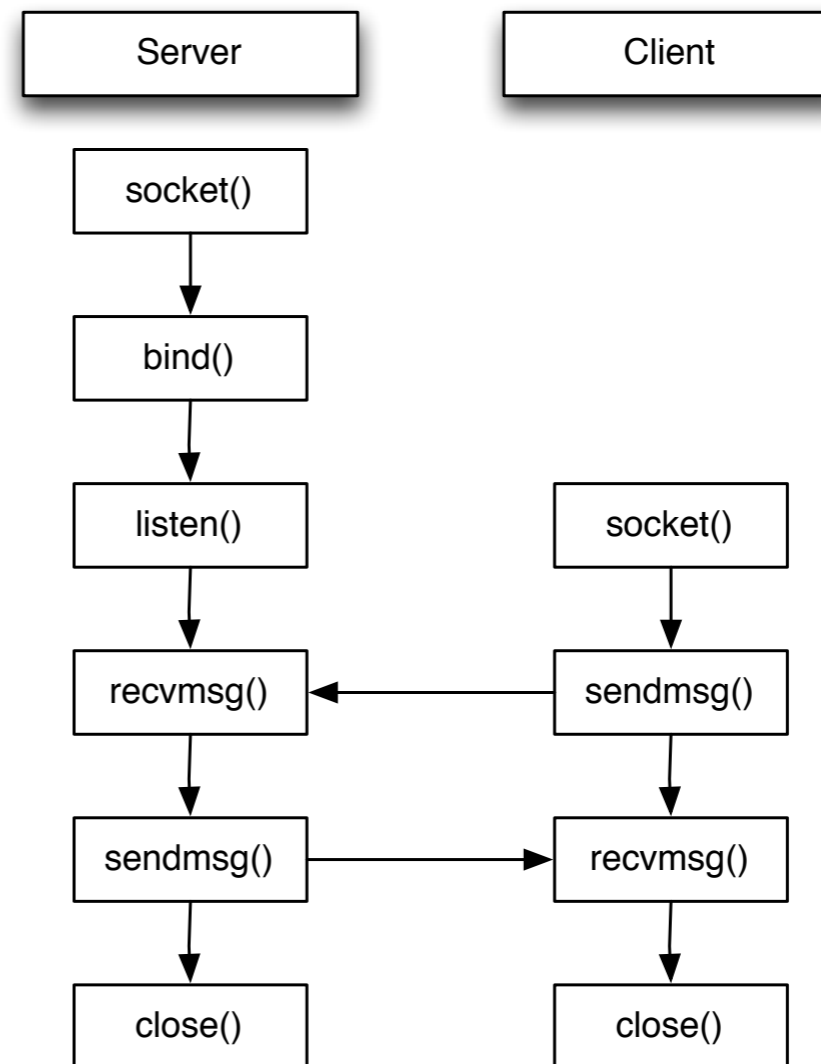 Server
Client
socket()
bind()
listen()
socket()
recvmsg()
sendmsg()
sendmsg()
recvmsg()
close()
close()